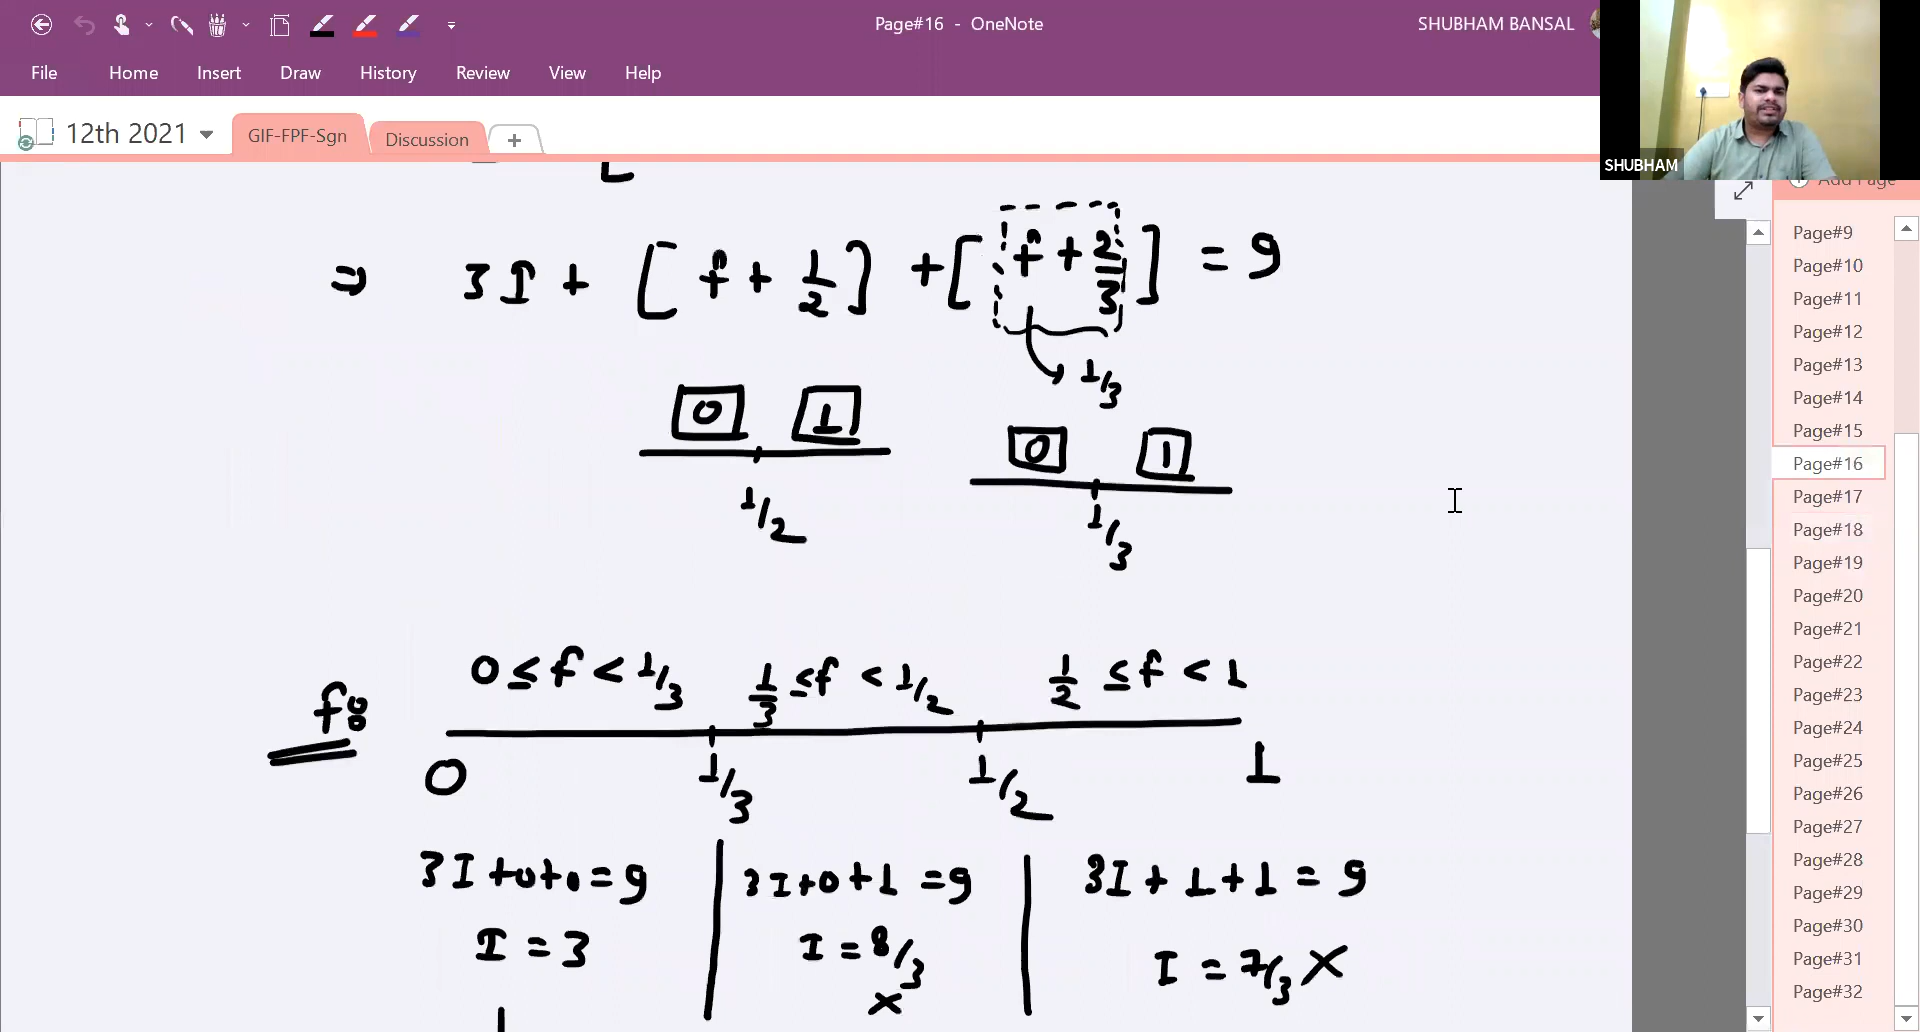 Page#16 - OneNote
SHUBHAM BANSAL
File Home Insert Draw History Review View Help
12th 2021
GIF-FPF-Sgn
Discussion
+
SHUBHAM
Add Page
⇒ 3I + [ f + 1/2 ] + [ f + 2/3 ] = 9
1/3
0 1
1/2
0 1
1/3
0 ≤ f < 1/3
1/3 ≤ f < 1/2
1/2 ≤ f < 1
f:
0 1/3 1/2 1
3I+0+0=9
3I+0+1=9
3I+1+1=9
I = 3
I = 8/3
×
I = 7/3 ×
Page#9
Page#10
Page#11
Page#12
Page#13
Page#14
Page#15
Page#16
Page#17
Page#18
Page#19
Page#20
Page#21
Page#22
Page#23
Page#24
Page#25
Page#26
Page#27
Page#28
Page#29
Page#30
Page#31
Page#32